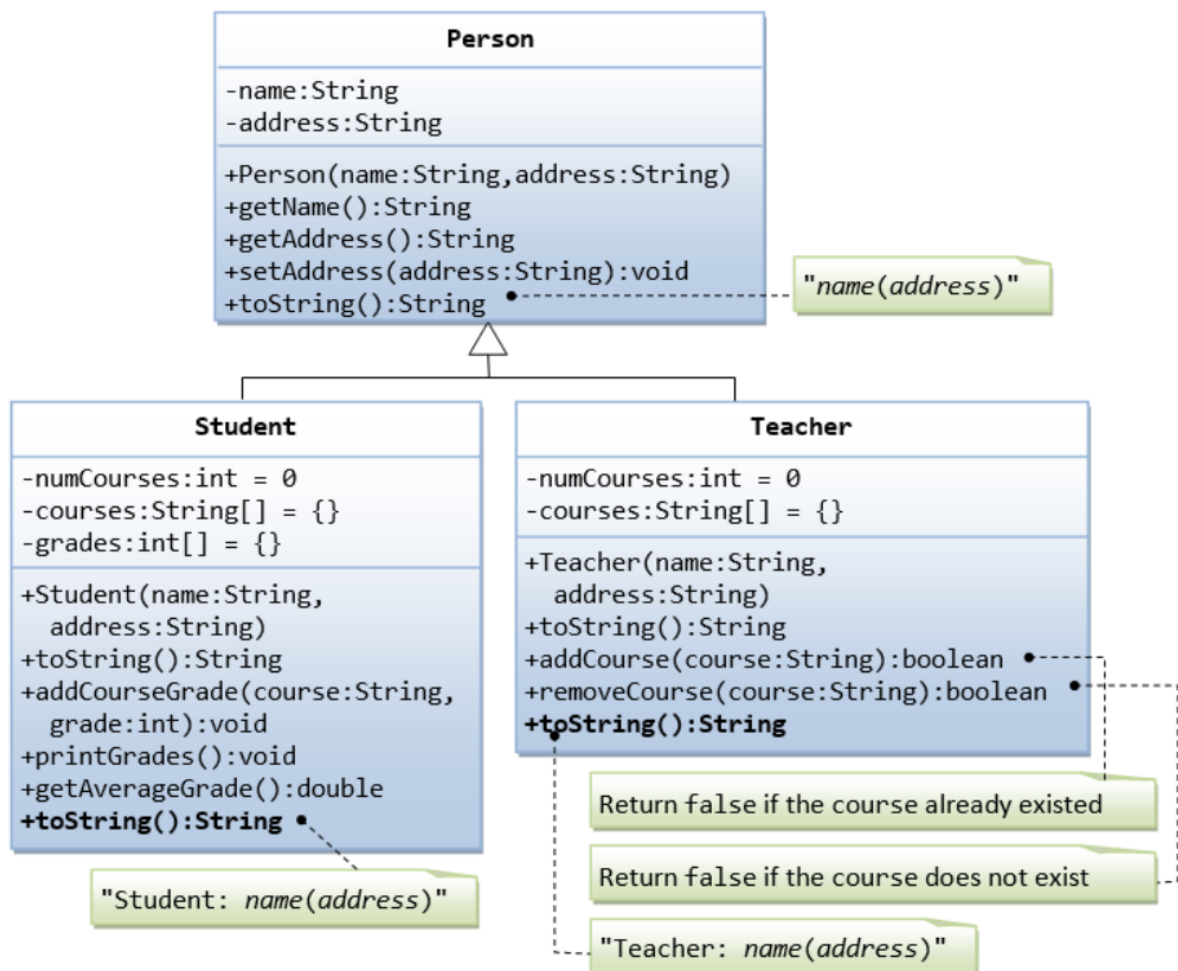 Person
-name:String
-address:String
+Person(name:String,address:String)
+getName():String
+getAddress():String
+setAddress(address:String):void
+toString():String
"name(address)"
Student
-numCourses:int = 0
-courses:String[] = {}
-grades:int[] = {}
+Student(name:String,
address:String)
+toString():String
+addCourseGrade(course:String,
grade:int):void
+printGrades():void
+getAverageGrade():double
+toString():String
"Student: name(address)"
Teacher
-numCourses:int = 0
-courses:String[] = {}
+Teacher(name:String,
address:String)
+toString():String
+addCourse(course:String):boolean
+removeCourse(course:String):boolean
+toString():String
Return false if the course already existed
Return false if the course does not exist
"Teacher: name(address)"